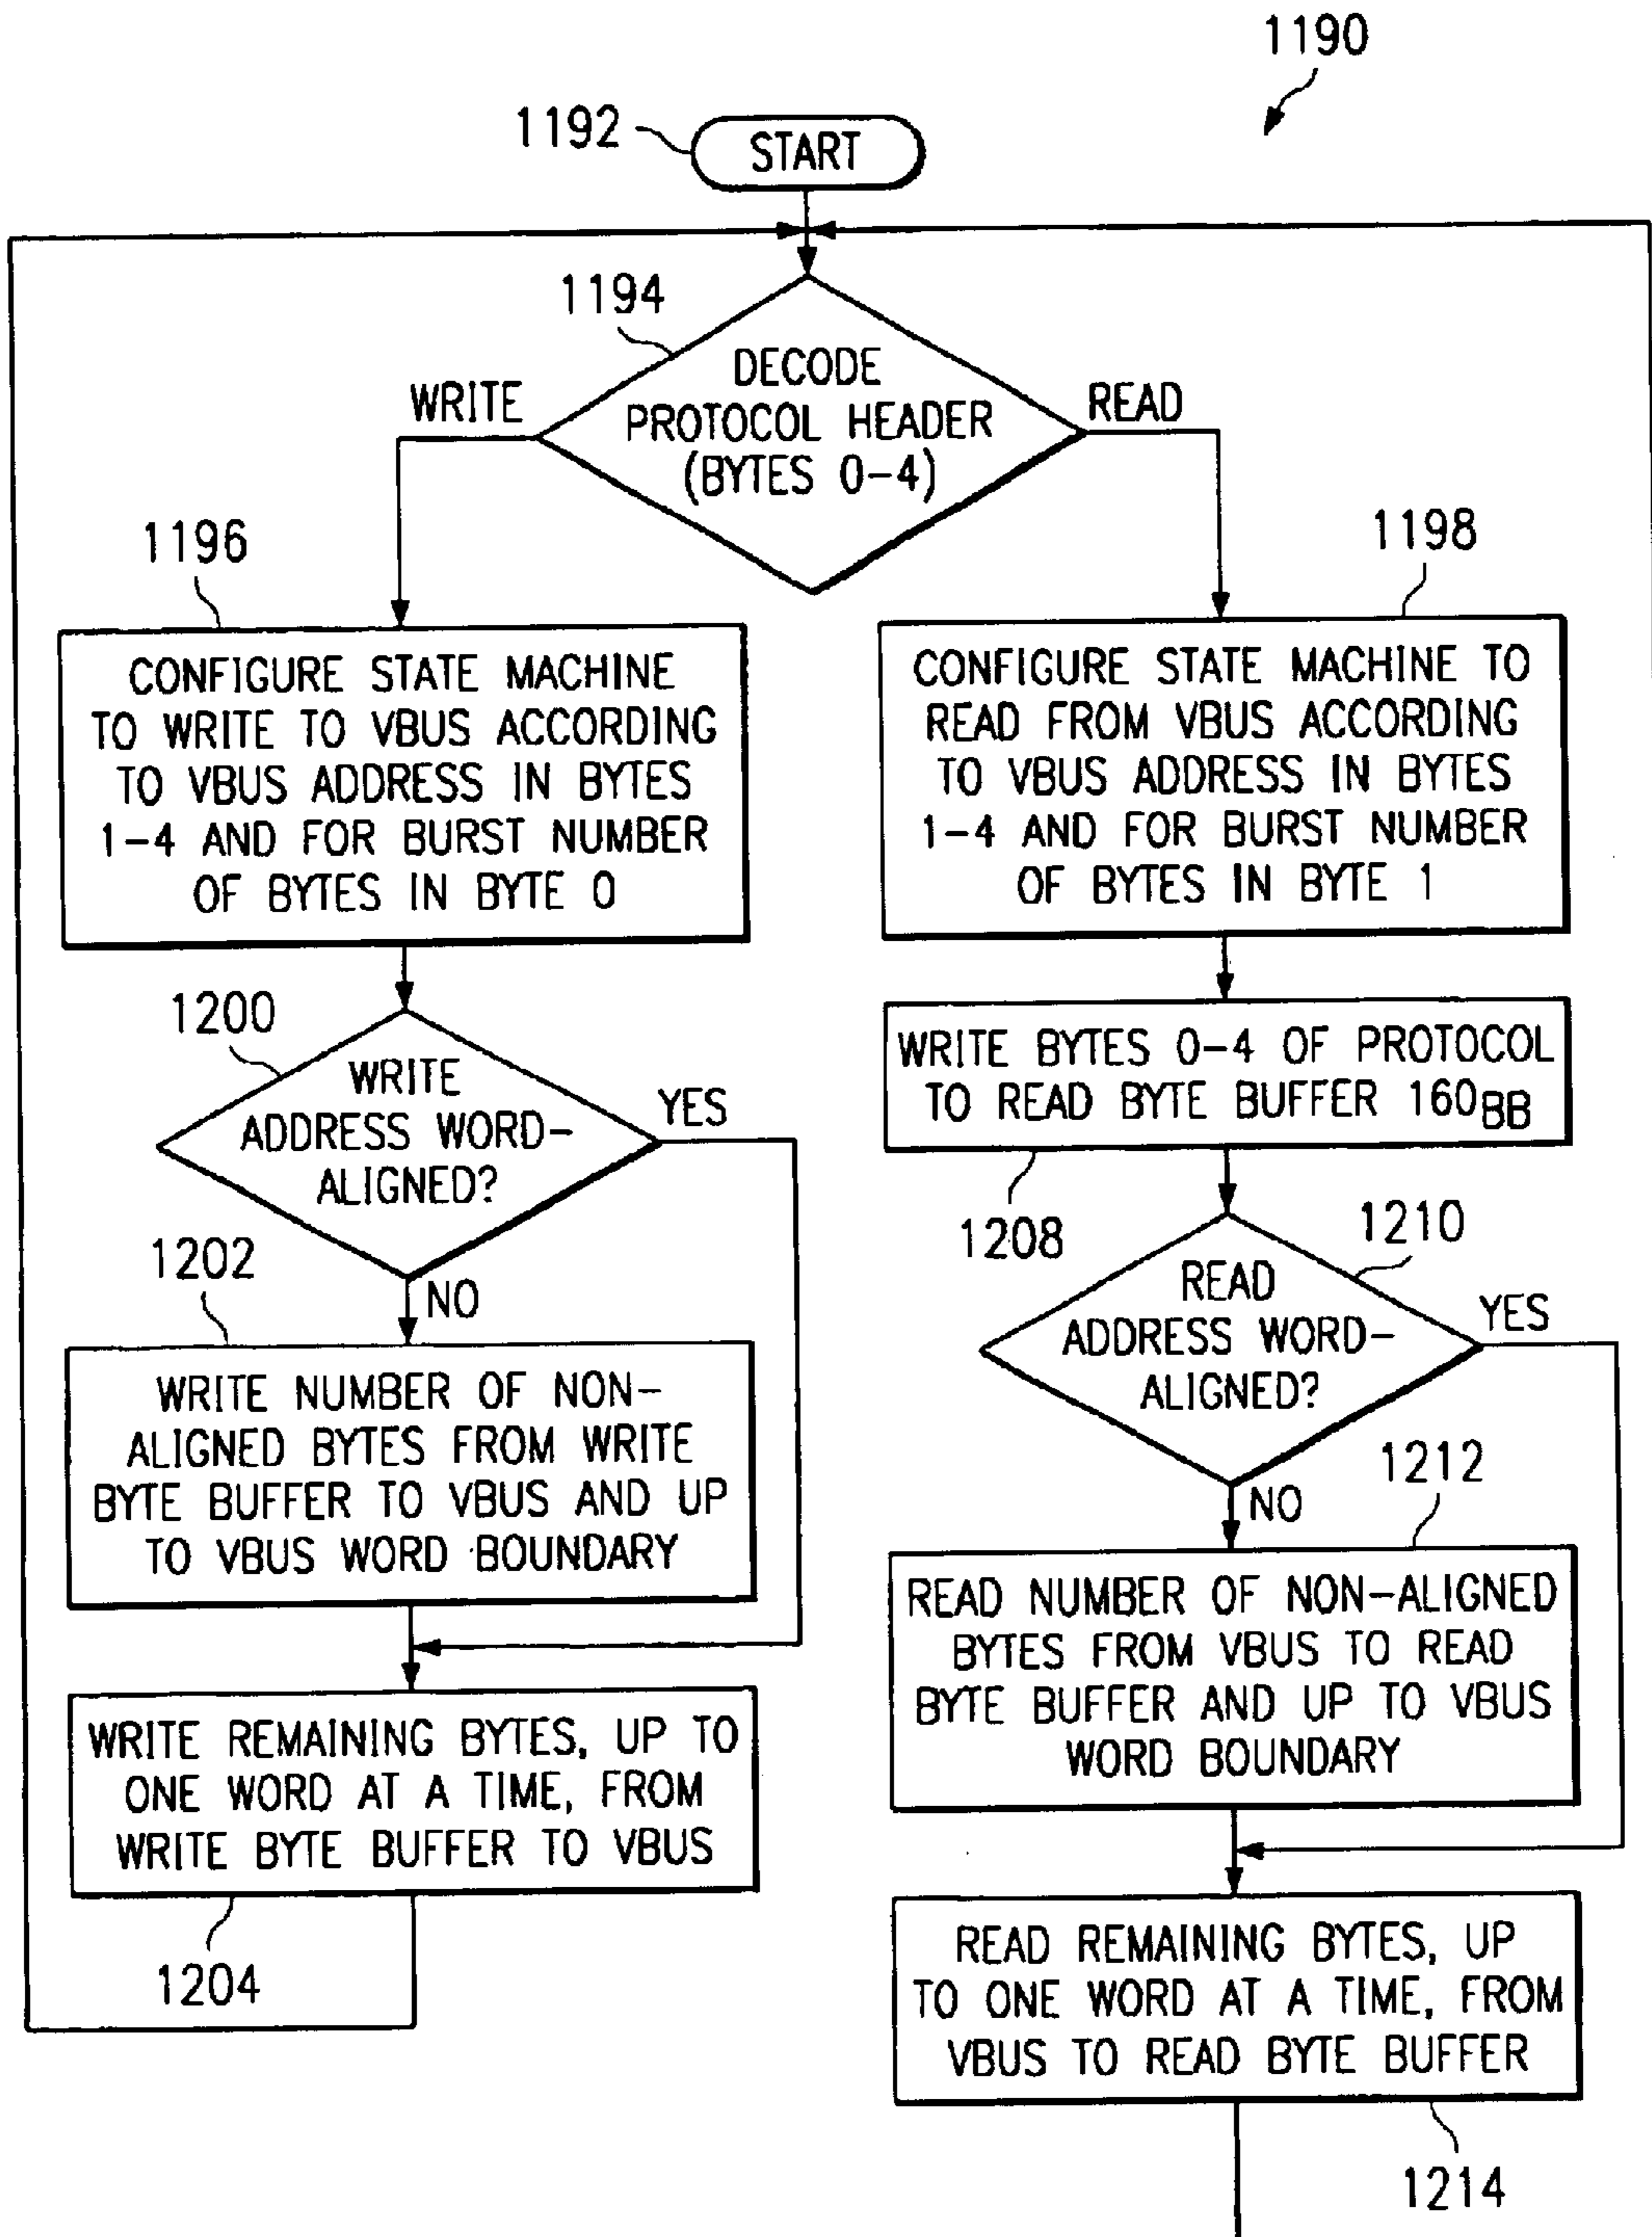 1190
1192
START
1194
DECODE
PROTOCOL HEADER
(BYTES 0-4)
WRITE
READ
1196
CONFIGURE STATE MACHINE
TO WRITE TO VBUS ACCORDING
TO VBUS ADDRESS IN BYTES
1-4 AND FOR BURST NUMBER
OF BYTES IN BYTE 0
1198
CONFIGURE STATE MACHINE TO
READ FROM VBUS ACCORDING
TO VBUS ADDRESS IN BYTES
1-4 AND FOR BURST NUMBER
OF BYTES IN BYTE 1
1200
WRITE
ADDRESS WORD-
ALIGNED?
YES
NO
WRITE BYTES 0-4 OF PROTOCOL
TO READ BYTE BUFFER 160BB
1208
1202
WRITE NUMBER OF NON-
ALIGNED BYTES FROM WRITE
BYTE BUFFER TO VBUS AND UP
TO VBUS WORD BOUNDARY
1210
READ
ADDRESS WORD-
ALIGNED?
YES
NO
1212
READ NUMBER OF NON-ALIGNED
BYTES FROM VBUS TO READ
BYTE BUFFER AND UP TO VBUS
WORD BOUNDARY
WRITE REMAINING BYTES, UP TO
ONE WORD AT A TIME, FROM
WRITE BYTE BUFFER TO VBUS
1204
READ REMAINING BYTES, UP
TO ONE WORD AT A TIME, FROM
VBUS TO READ BYTE BUFFER
1214